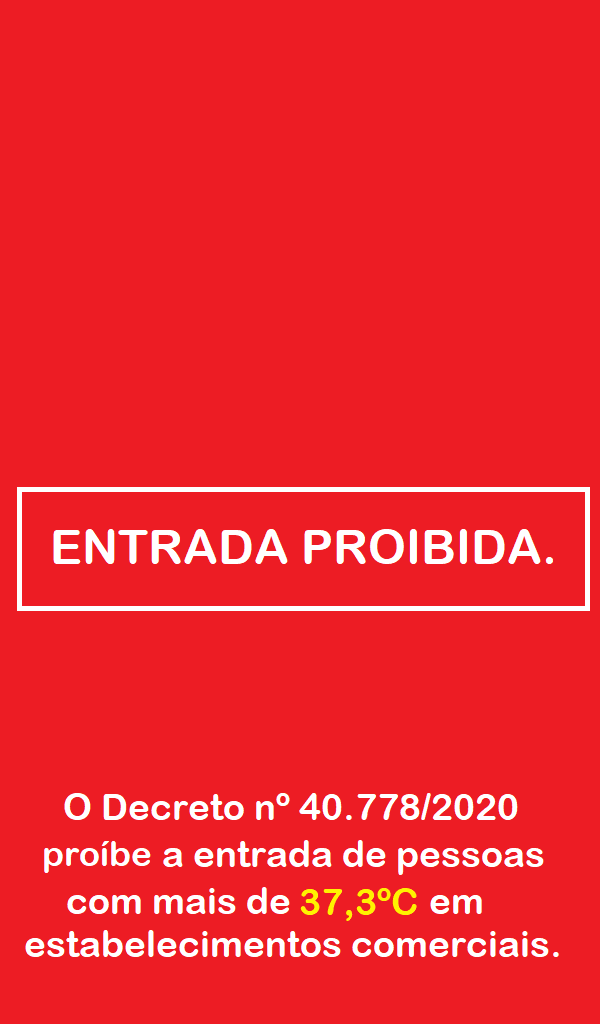 ENTRADA PROIBIDA.
O Decreto nº 40.778/2020
proíbe a entrada de pessoas
com mais de 37,3ºC em
estabelecimentos comerciais.